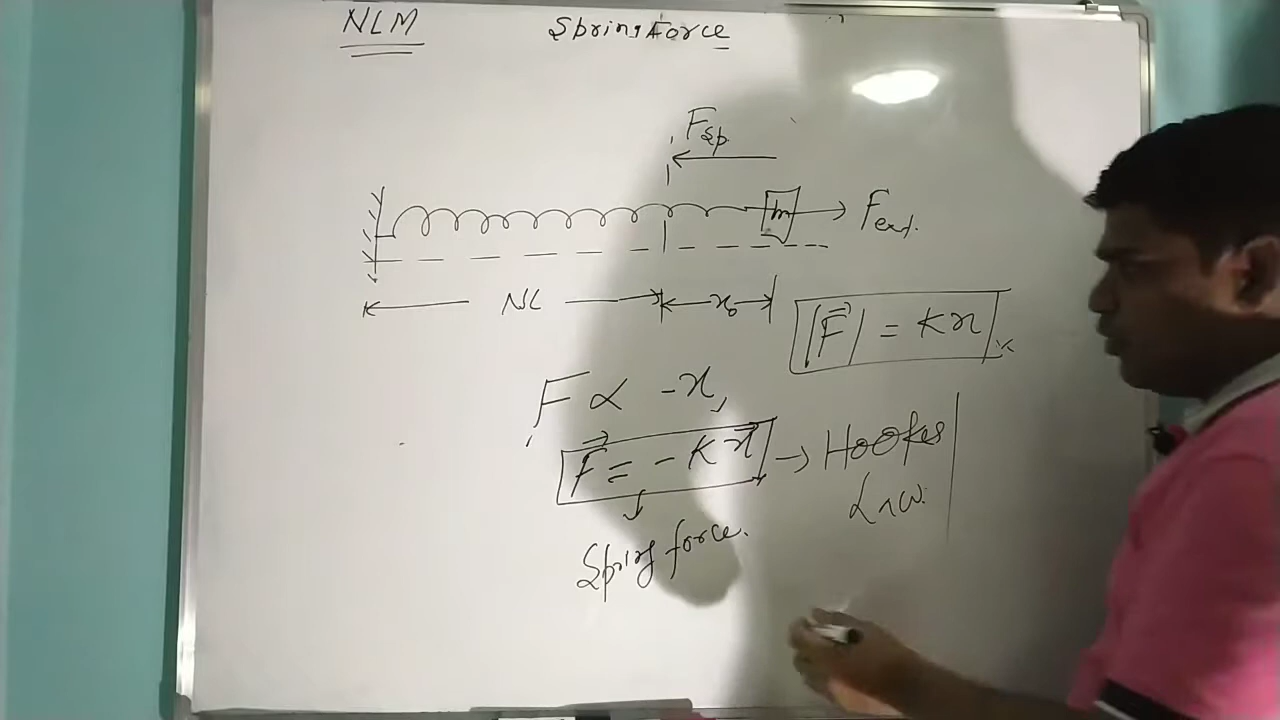 NLM
Spring Force
Fsp.
m
Fext.
NL
x₀
|F⃗| = Kx
F ∝ -x,
F⃗ = -Kx⃗ → Hookes
Law.
Spring force.